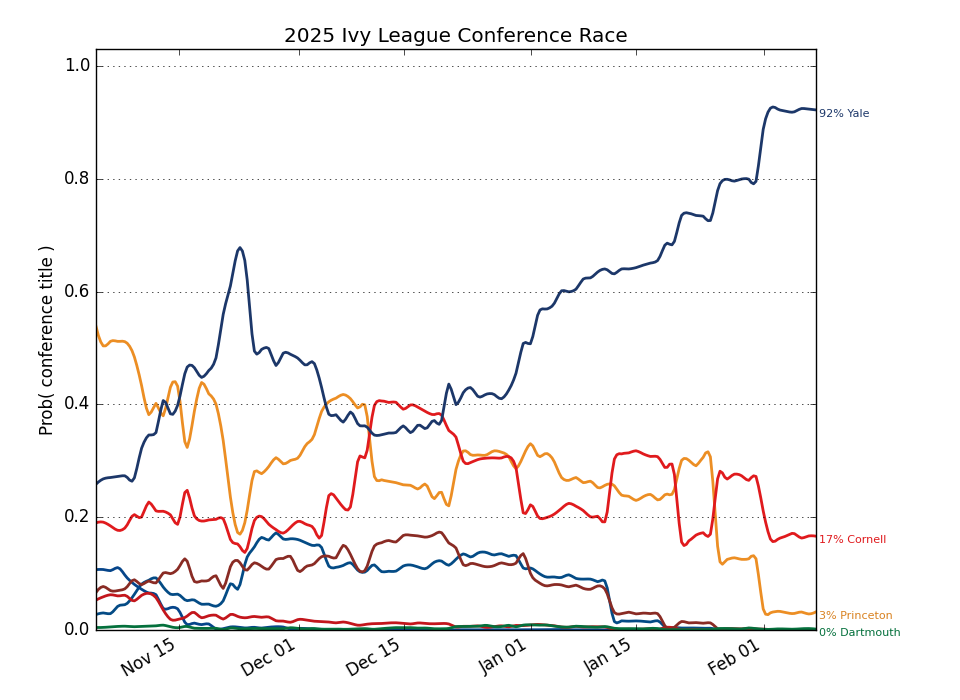 2025 Ivy League Conference Race
Prob( conference title )
1.0
0.8
0.6
0.4
0.2
0.0
92% Yale
17% Cornell
3% Princeton
0% Dartmouth
Nov 15
Dec 01
Dec 15
Jan 01
Jan 15
Feb 01